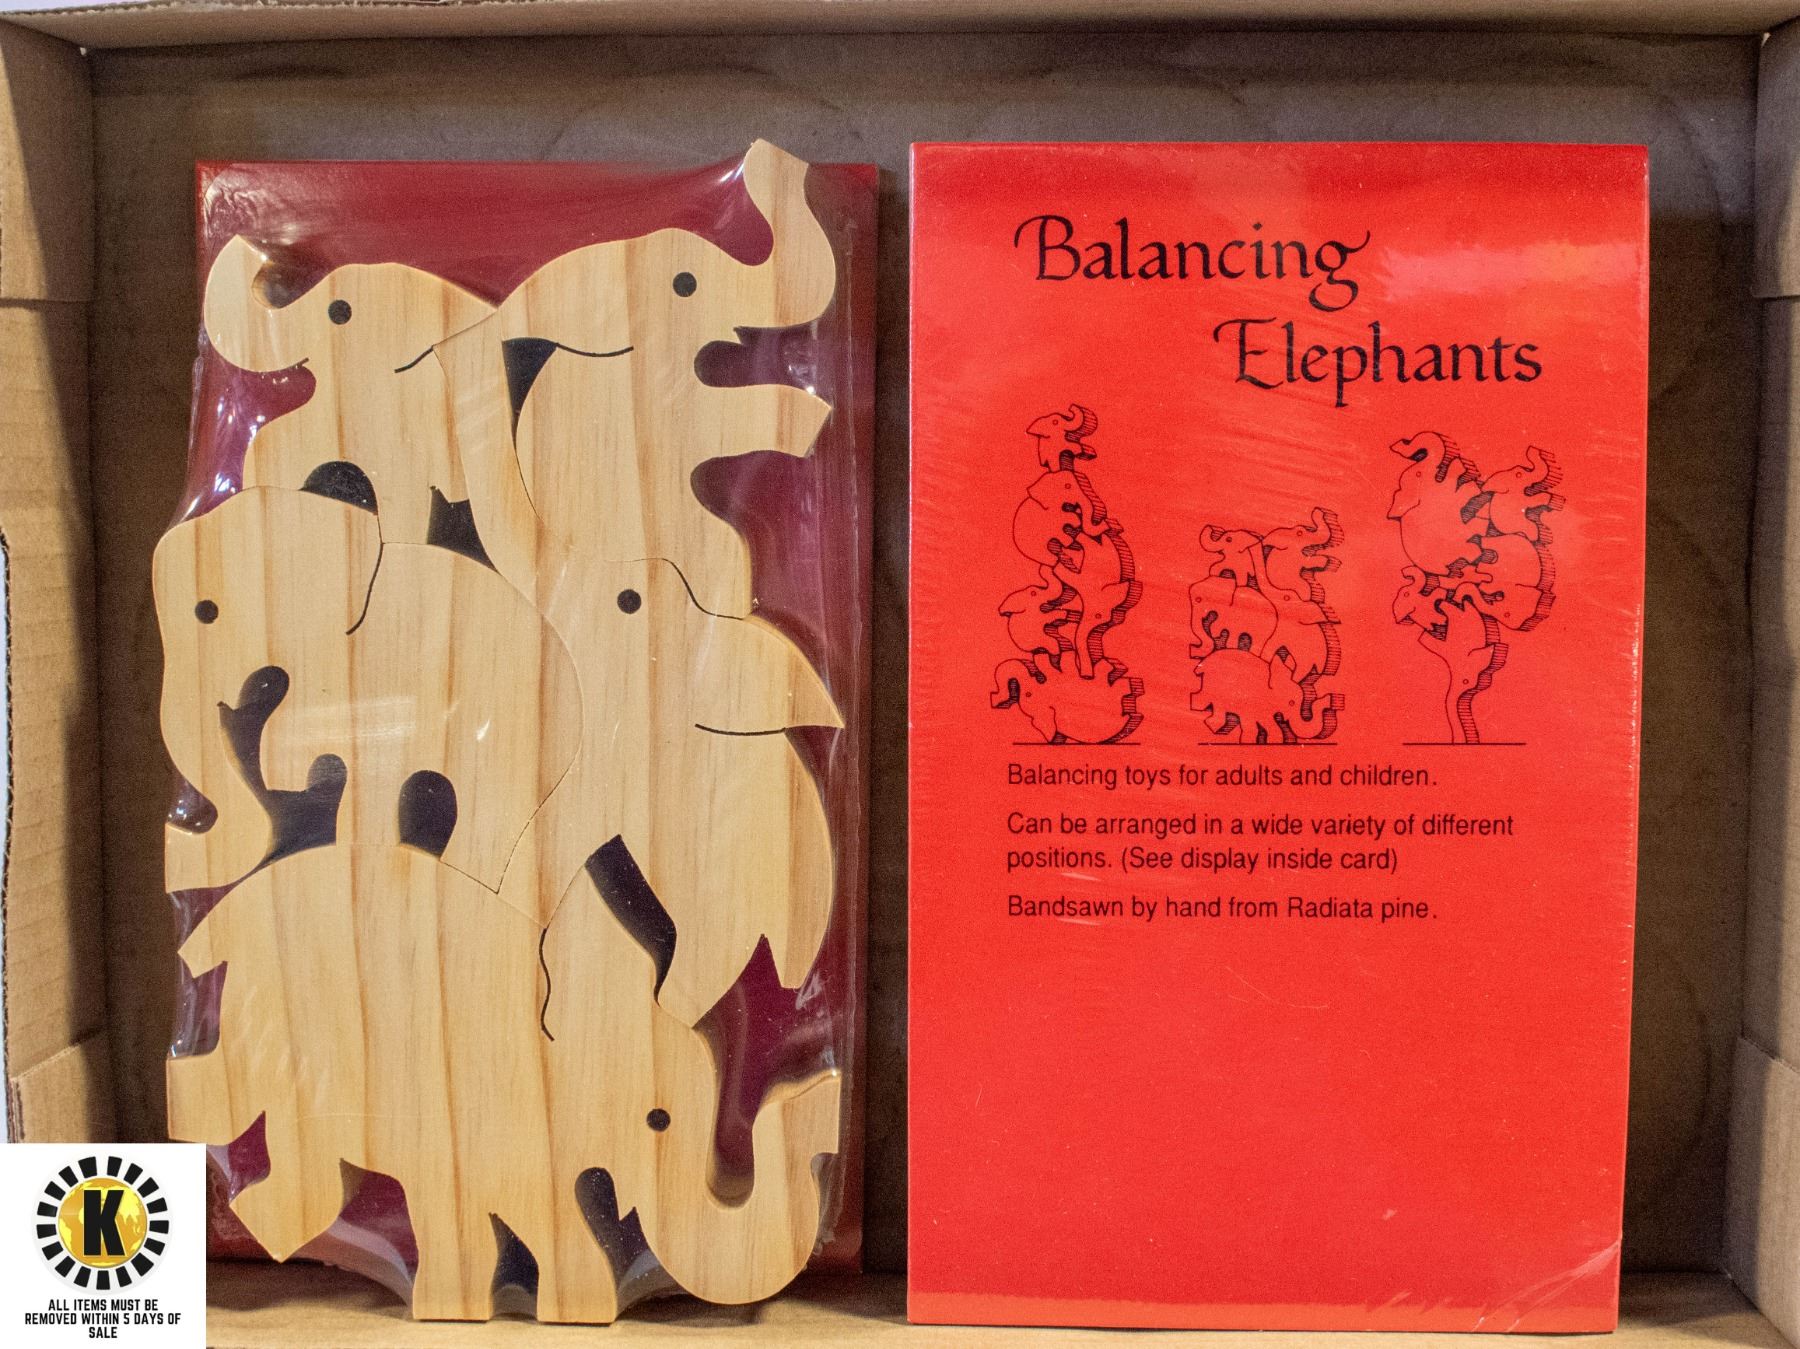 Balancing
Elephants
Balancing toys for adults and children.
Can be arranged in a wide variety of different
positions. (See display inside card)
Bandsawn by hand from Radiata pine.
K
ALL ITEMS MUST BE
REMOVED WITHIN 5 DAYS OF
SALE